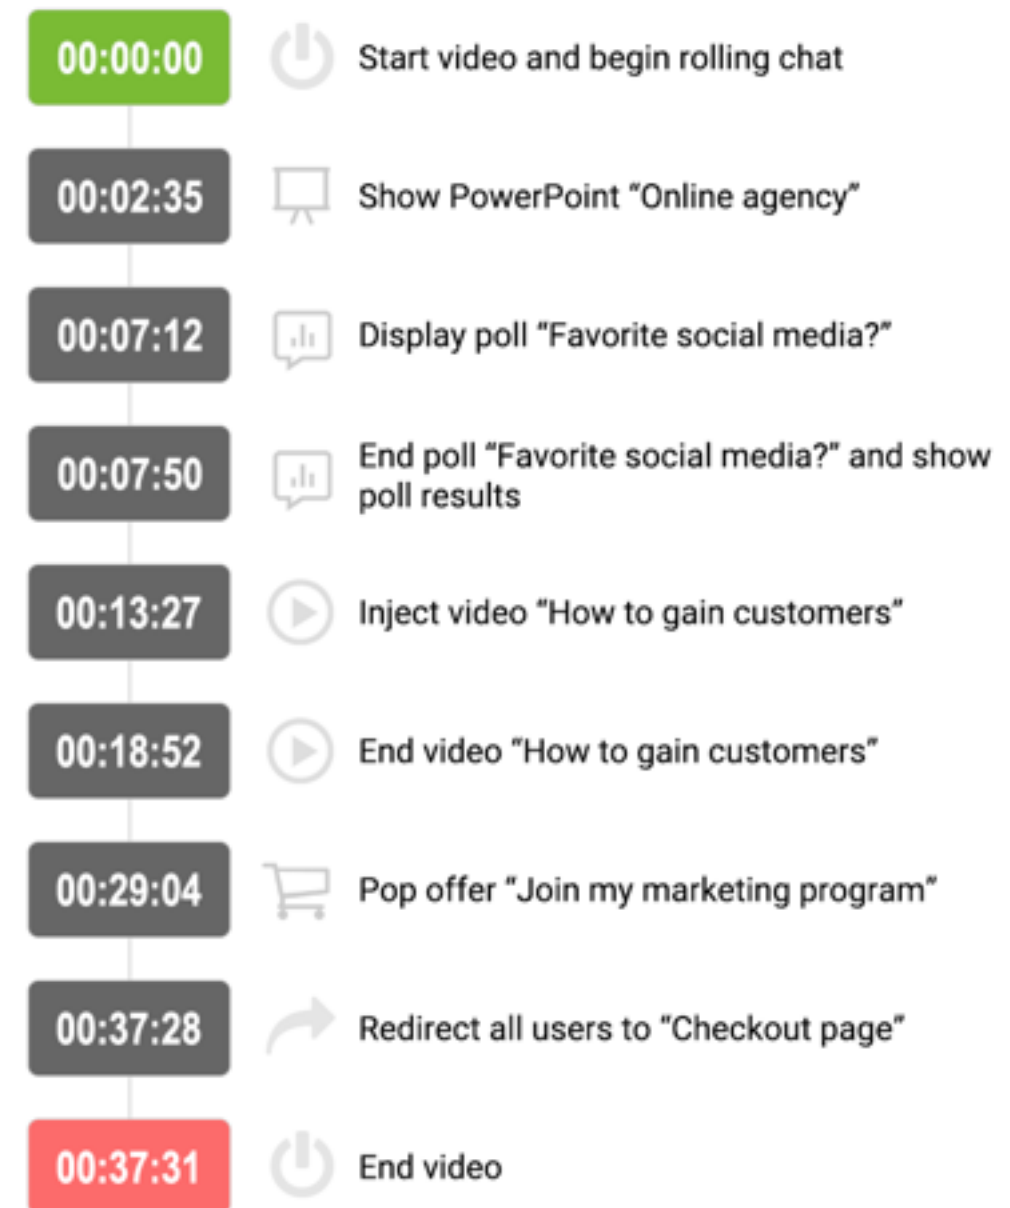 00:00:00 Start video and begin rolling chat
00:02:35 Show PowerPoint “Online agency”
00:07:12 Display poll “Favorite social media?”
00:07:50 End poll “Favorite social media?” and show
poll results
00:13:27 Inject video “How to gain customers”
00:18:52 End video “How to gain customers”
00:29:04 Pop offer “Join my marketing program”
00:37:28 Redirect all users to “Checkout page”
00:37:31 End video